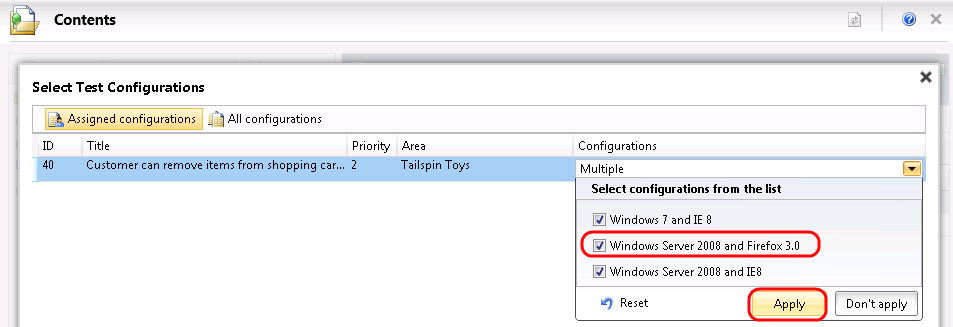 Contents
Select Test Configurations
Assigned configurations All configurations
ID Title Priority Area Configurations
40 Customer can remove items from shopping car... 2 Tailspin Toys Multiple
Select configurations from the list
Windows 7 and IE 8
Windows Server 2008 and Firefox 3.0
Windows Server 2008 and IE8
Reset Apply Don't apply